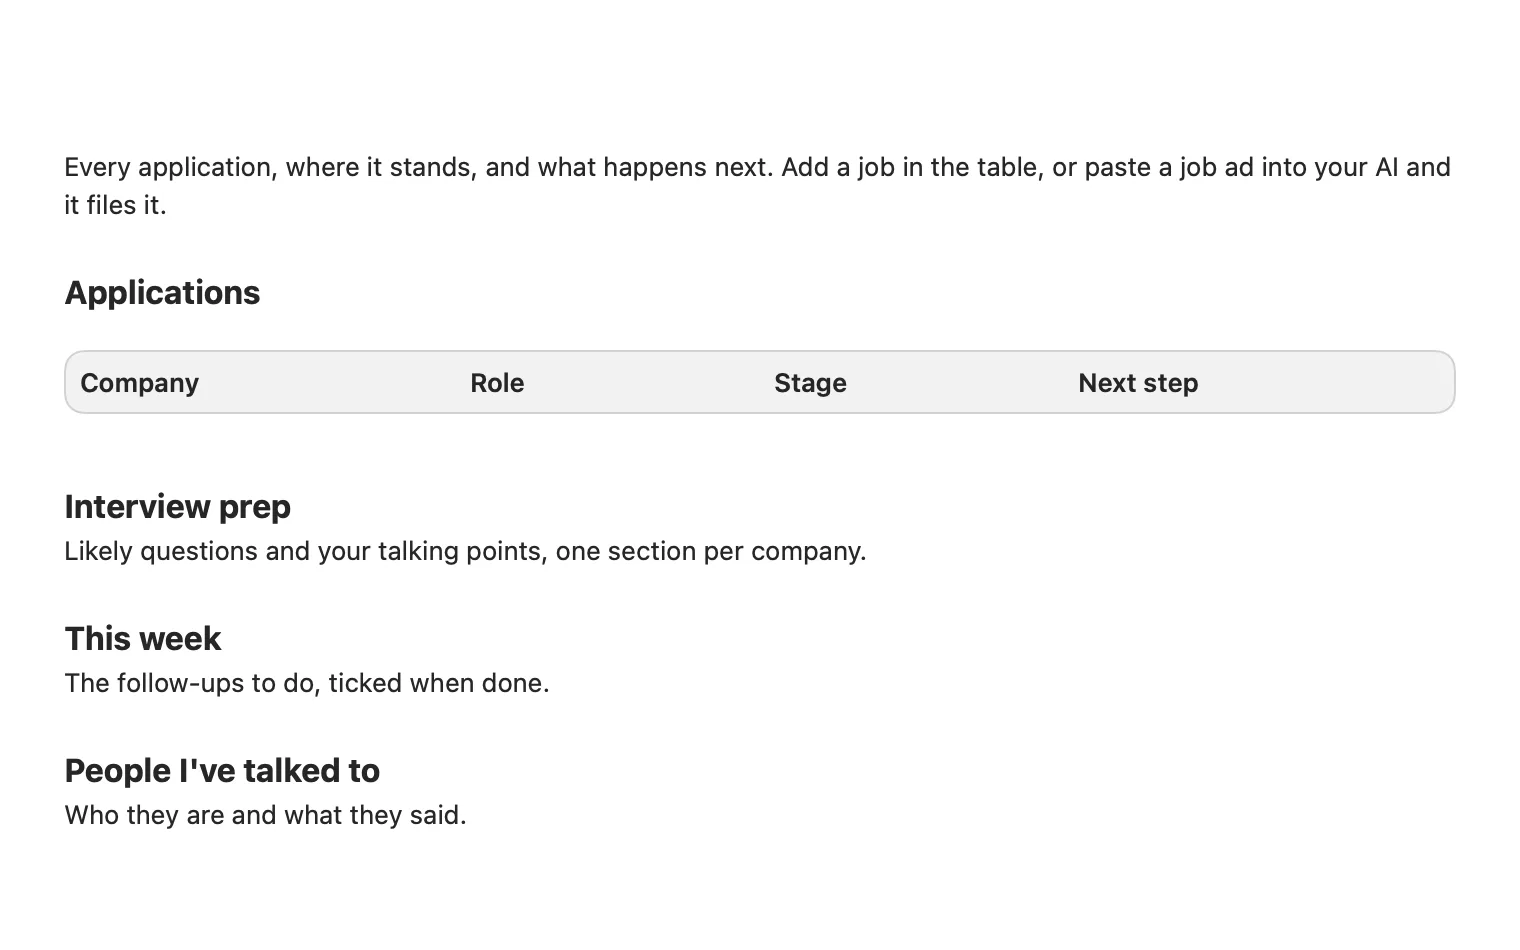 Every application, where it stands, and what happens next. Add a job in the table, or paste a job ad into your AI and
it files it.
Applications
Company Role Stage Next step
Interview prep
Likely questions and your talking points, one section per company.
This week
The follow-ups to do, ticked when done.
People I've talked to
Who they are and what they said.